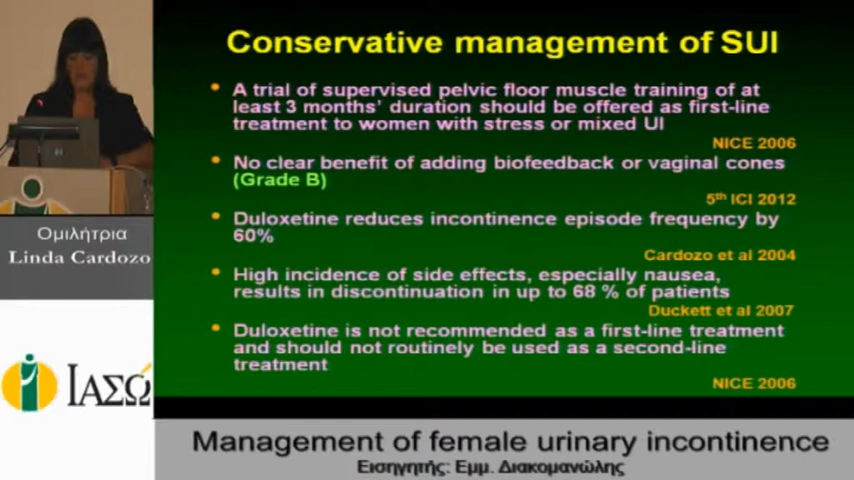 Conservative management of SUI
• A trial of supervised pelvic floor muscle training of at
least 3 months' duration should be offered as first-line
treatment to women with stress or mixed UI
NICE 2006
• No clear benefit of adding biofeedback or vaginal cones
(Grade B)
5th ICI 2012
• Duloxetine reduces incontinence episode frequency by
60%
Cardozo et al 2004
• High incidence of side effects, especially nausea,
results in discontinuation in up to 68 % of patients
Duckett et al 2007
• Duloxetine is not recommended as a first-line treatment
and should not routinely be used as a second-line
treatment
NICE 2006
Ομιλήτρια
Linda Cardozo
ΙΑΣΩ
Management of female urinary incontinence
Εισηγητής: Εμμ. Διακομανώλης